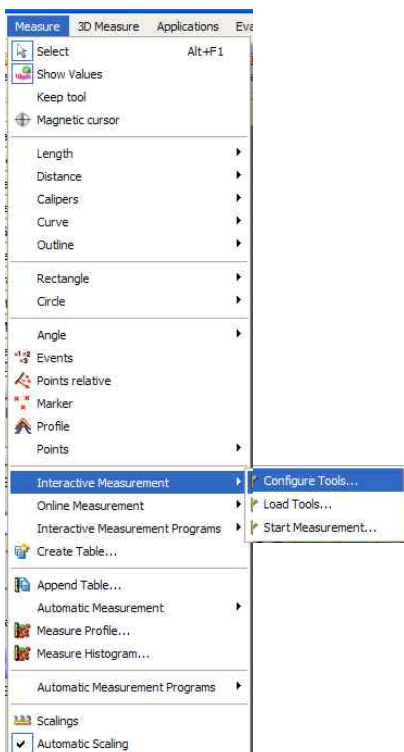 Measure 3D Measure Applications Eva
Select Alt+F1
Show Values
Keep tool
Magnetic cursor
Length
Distance
Calipers
Curve
Outline
Rectangle
Circle
Angle
Events
Points relative
Marker
Profile
Points
Interactive Measurement
Configure Tools...
Online Measurement
Load Tools...
Interactive Measurement Programs
Start Measurement...
Create Table...
Append Table...
Automatic Measurement
Measure Profile...
Measure Histogram...
Automatic Measurement Programs
Scalings
Automatic Scaling